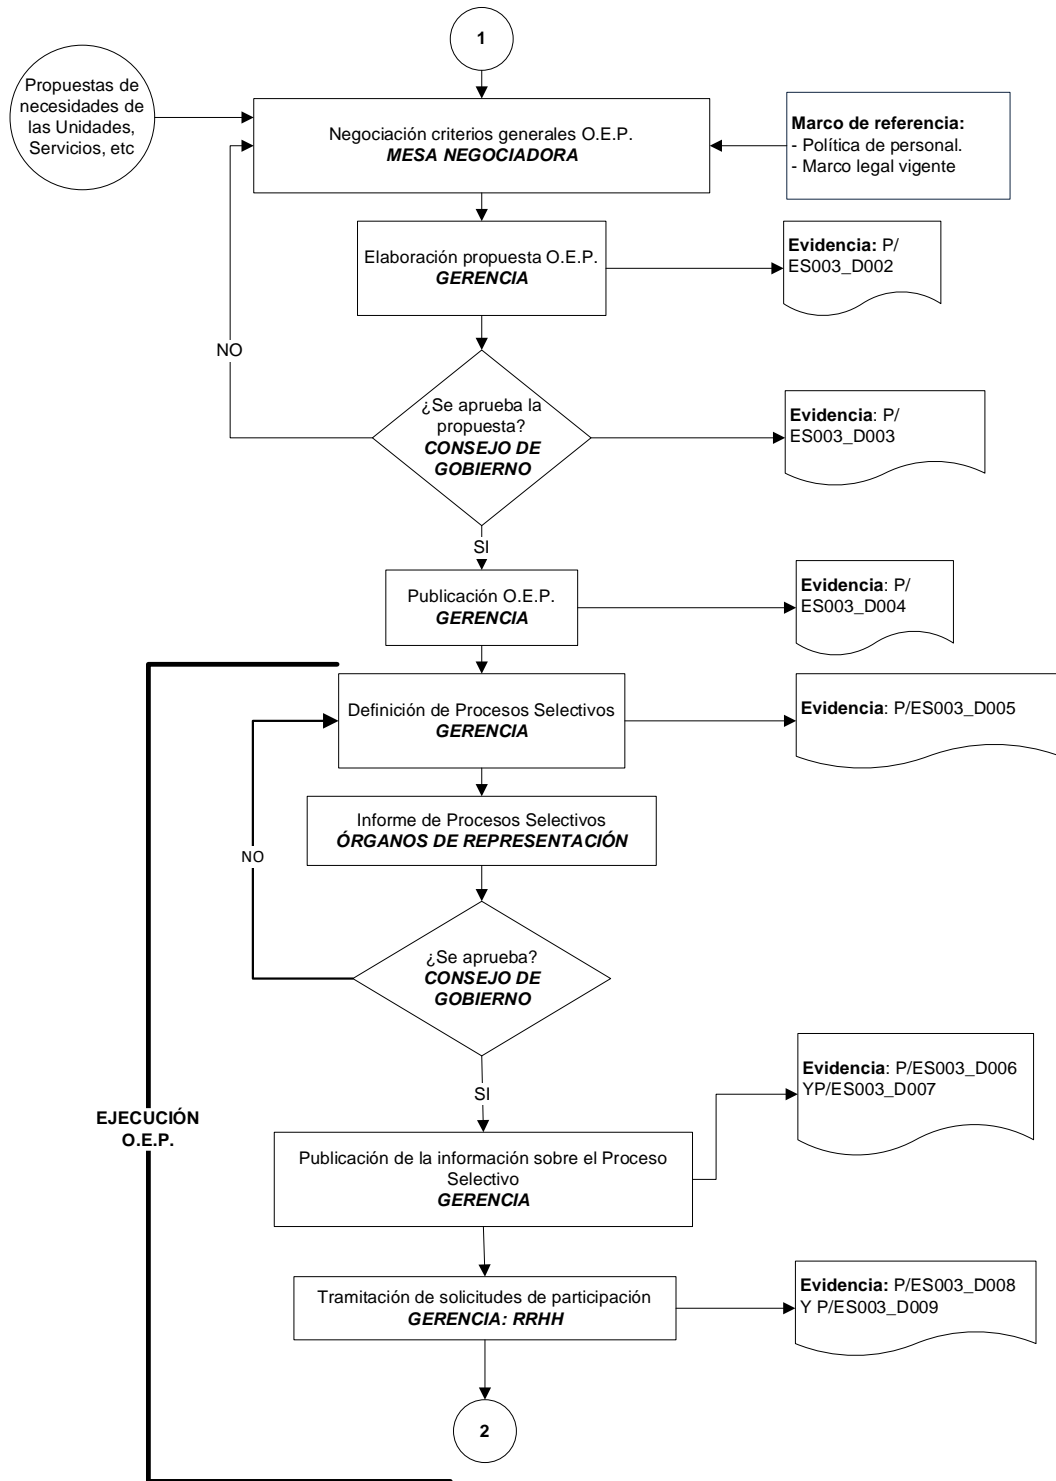 1
Propuestas de
necesidades de
las Unidades,
Servicios, etc
Negociación criterios generales O.E.P.
MESA NEGOCIADORA
Marco de referencia:
- Política de personal.
- Marco legal vigente
Elaboración propuesta O.E.P.
GERENCIA
Evidencia: P/
ES003_D002
NO
¿Se aprueba la
propuesta?
CONSEJO DE
GOBIERNO
Evidencia: P/
ES003_D003
SI
Publicación O.E.P.
GERENCIA
Evidencia: P/
ES003_D004
Definición de Procesos Selectivos
GERENCIA
Evidencia: P/ES003_D005
Informe de Procesos Selectivos
ÓRGANOS DE REPRESENTACIÓN
NO
¿Se aprueba?
CONSEJO DE
GOBIERNO
SI
EJECUCIÓN
O.E.P.
Publicación de la información sobre el Proceso
Selectivo
GERENCIA
Evidencia: P/ES003_D006
YP/ES003_D007
Tramitación de solicitudes de participación
GERENCIA: RRHH
Evidencia: P/ES003_D008
Y P/ES003_D009
2